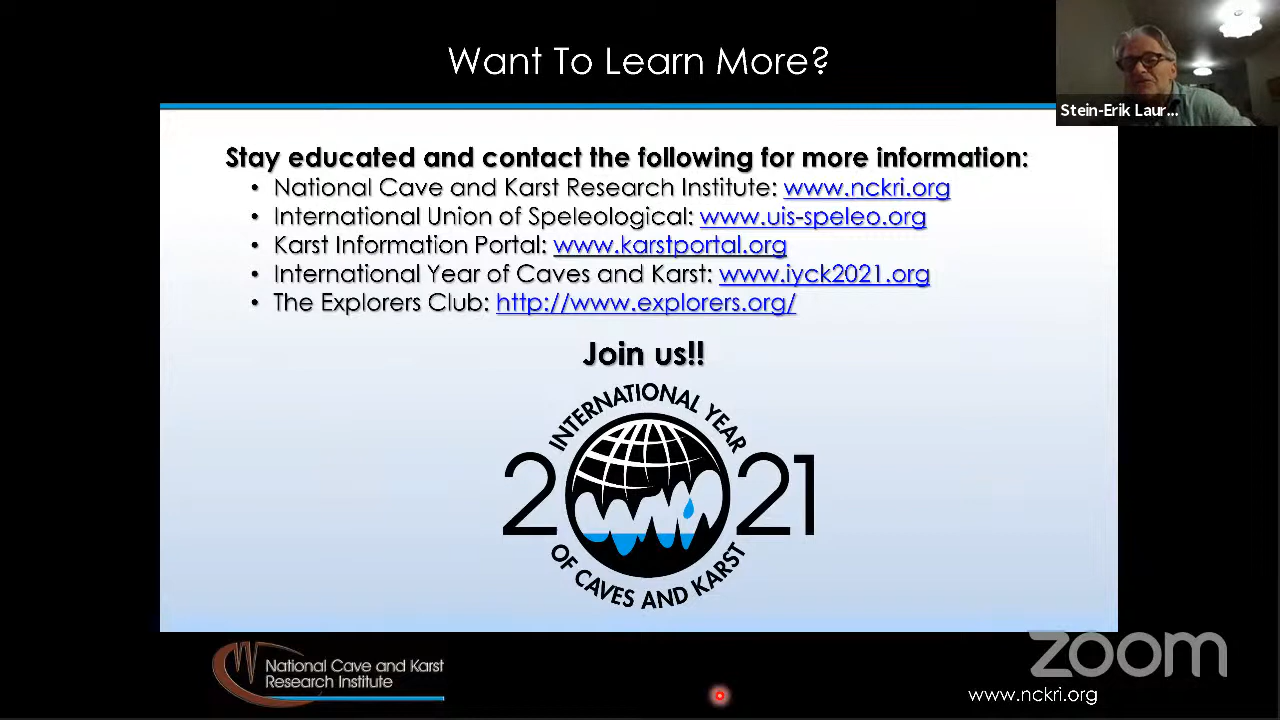 Want To Learn More?
Stein-Erik Laur...
Stay educated and contact the following for more information:
• National Cave and Karst Research Institute: www.nckri.org
• International Union of Speleological: www.uis-speleo.org
• Karst Information Portal: www.karstportal.org
• International Year of Caves and Karst: www.iyck2021.org
• The Explorers Club: http://www.explorers.org/
Join us!!
INTERNATIONAL YEAR
2021
OF CAVES AND KARST
National Cave and Karst
Research Institute
zoom
www.nckri.org